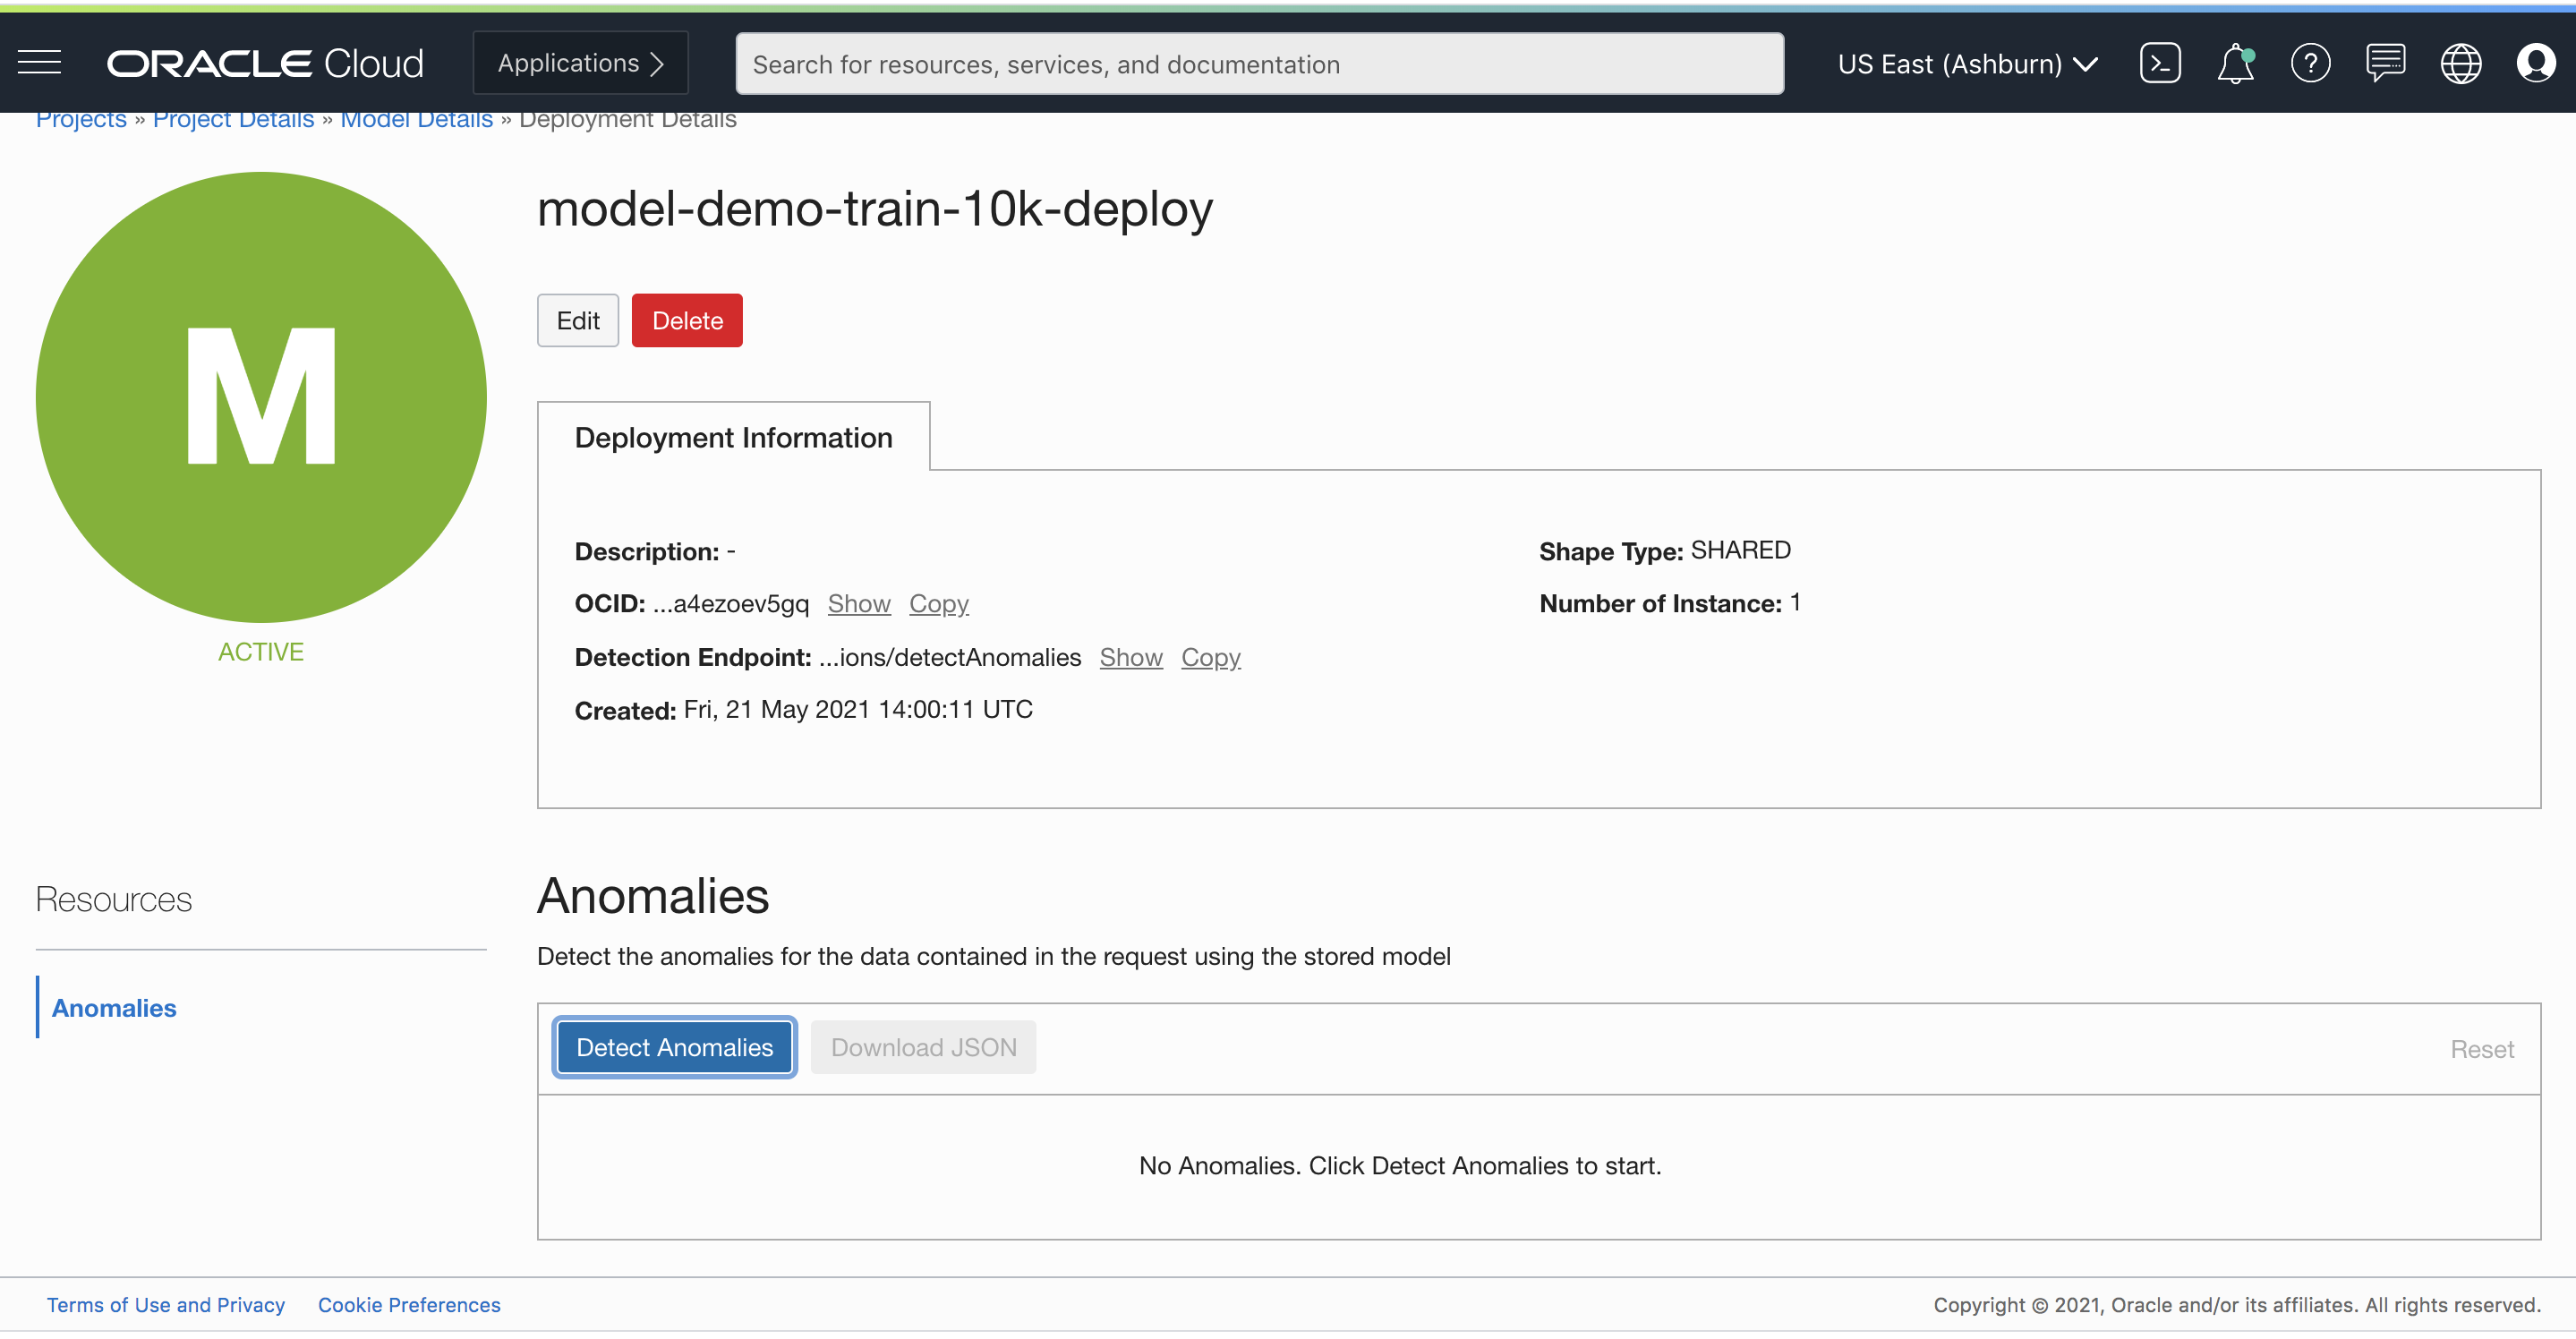 ORACLE Cloud Applications Search for resources, services, and documentation US East (Ashburn)
Projects » Project Details » Model Details » Deployment Details
M
ACTIVE
model-demo-train-10k-deploy
Edit Delete
Deployment Information
Description: -
OCID: ...a4ezoev5gq Show Copy
Detection Endpoint: ...ions/detectAnomalies Show Copy
Created: Fri, 21 May 2021 14:00:11 UTC
Shape Type: SHARED
Number of Instance: 1
Resources
Anomalies
Anomalies
Detect the anomalies for the data contained in the request using the stored model
Detect Anomalies Download JSON Reset
No Anomalies. Click Detect Anomalies to start.
Terms of Use and Privacy Cookie Preferences Copyright © 2021, Oracle and/or its affiliates. All rights reserved.